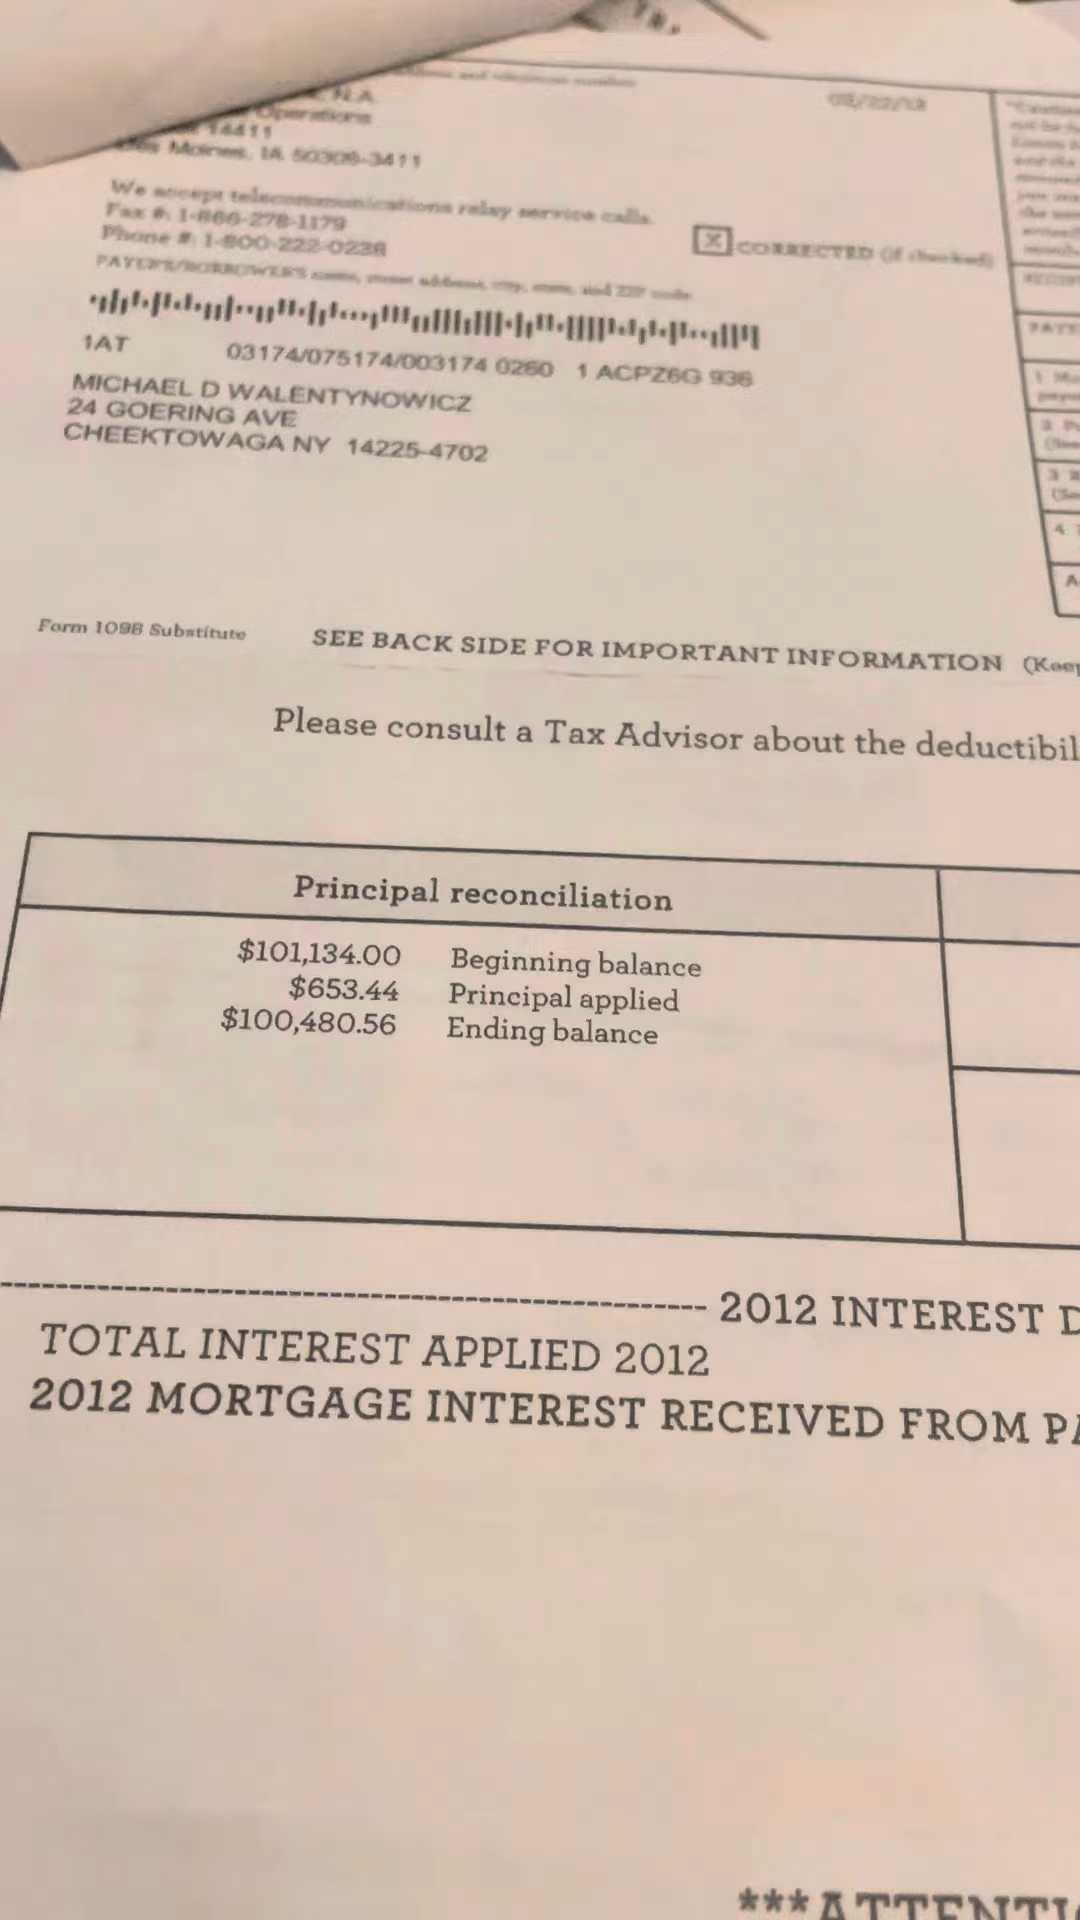 N.A.
Operations
14411
Des Moines, IA 50306-3411
We accept telecommunications relay service calls.
Fax #: 1-866-278-1179
Phone #: 1-800-222-0238
X CORRECTED (if checked)
PAYER'S/BORROWER'S name, street address, city, state, and ZIP code
1AT 03174/075174/003174 0260 1 ACPZ6G 936
MICHAEL D WALENTYNOWICZ
24 GOERING AVE
CHEEKTOWAGA NY 14225-4702
Form 1098 Substitute SEE BACK SIDE FOR IMPORTANT INFORMATION (Keep
Please consult a Tax Advisor about the deductibil
Principal reconciliation
$101,134.00 Beginning balance
$653.44 Principal applied
$100,480.56 Ending balance
2012 INTEREST D
TOTAL INTEREST APPLIED 2012
2012 MORTGAGE INTEREST RECEIVED FROM PA
***ATTENTI